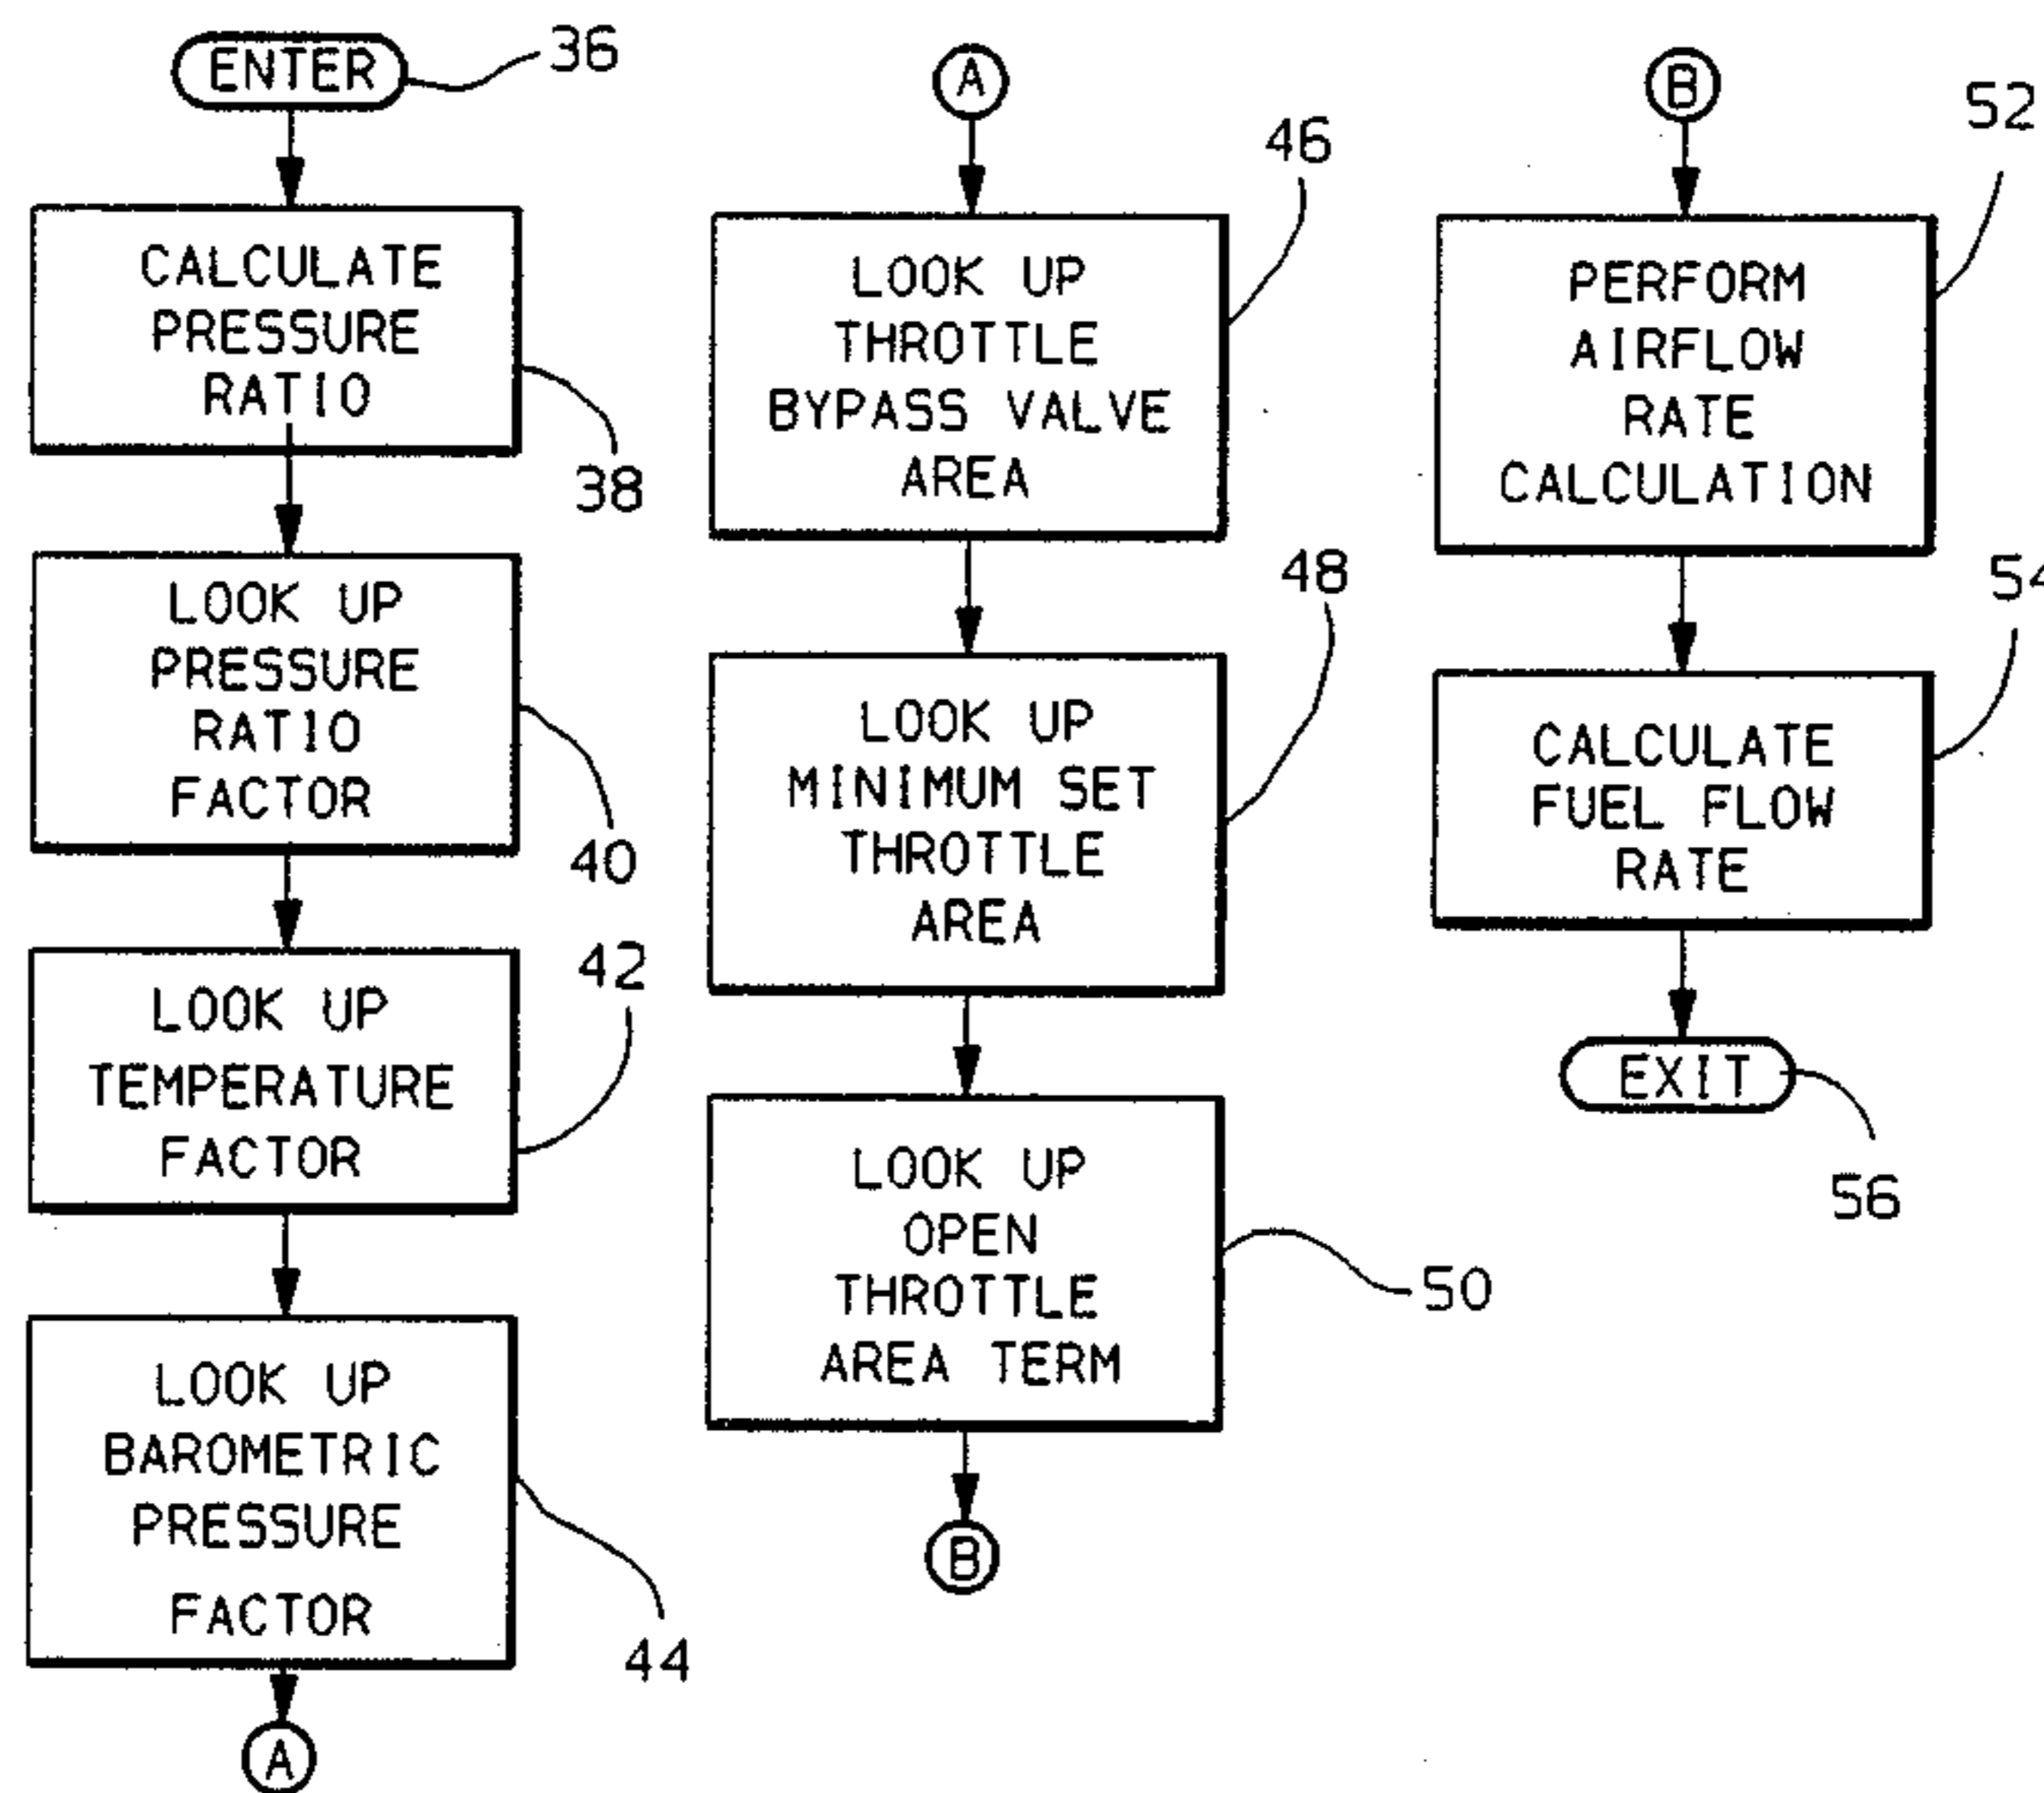 ENTER
36
CALCULATE
PRESSURE
RATIO
38
LOOK UP
PRESSURE
RATIO
FACTOR
40
LOOK UP
TEMPERATURE
FACTOR
42
LOOK UP
BAROMETRIC
PRESSURE
FACTOR
44
A
A
LOOK UP
THROTTLE
BYPASS VALVE
AREA
46
LOOK UP
MINIMUM SET
THROTTLE
AREA
48
LOOK UP
OPEN
THROTTLE
AREA TERM
50
B
B
PERFORM
AIRFLOW
RATE
CALCULATION
52
CALCULATE
FUEL FLOW
RATE
54
EXIT
56